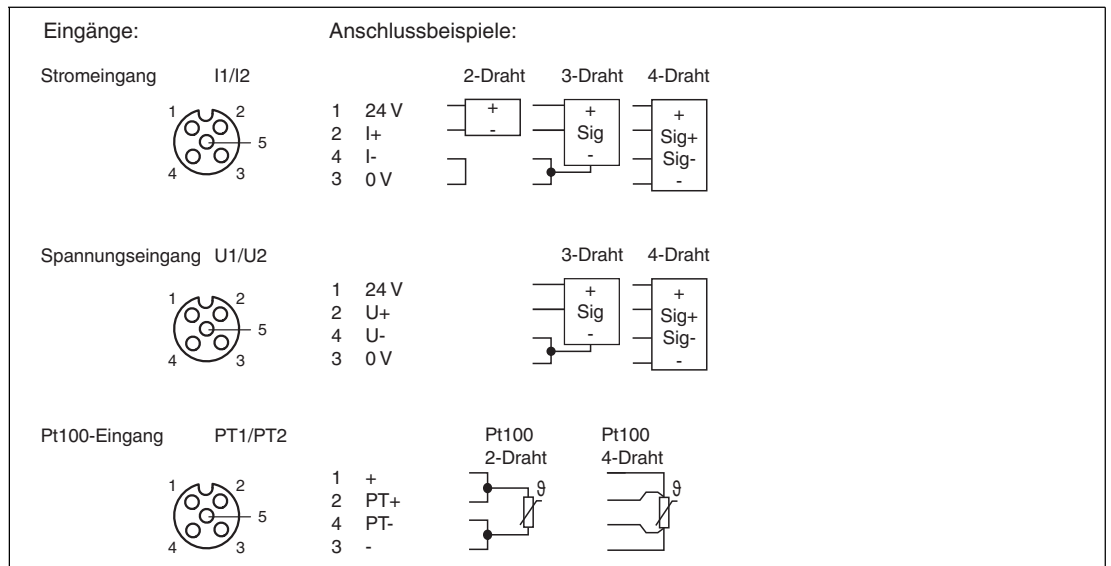 Eingänge: Anschlussbeispiele:
Stromeingang I1/I2 2-Draht 3-Draht 4-Draht
1 2 5 4 3
1 24 V
2 I+
4 I-
3 0 V
+
-
+
Sig
-
+
Sig+
Sig-
-
Spannungseingang U1/U2 3-Draht 4-Draht
1 2 5 4 3
1 24 V
2 U+
4 U-
3 0 V
+
Sig
-
+
Sig+
Sig-
-
Pt100-Eingang PT1/PT2
Pt100
2-Draht
Pt100
4-Draht
1 2 5 4 3
1 +
2 PT+
4 PT-
3 -
ϑ
ϑ